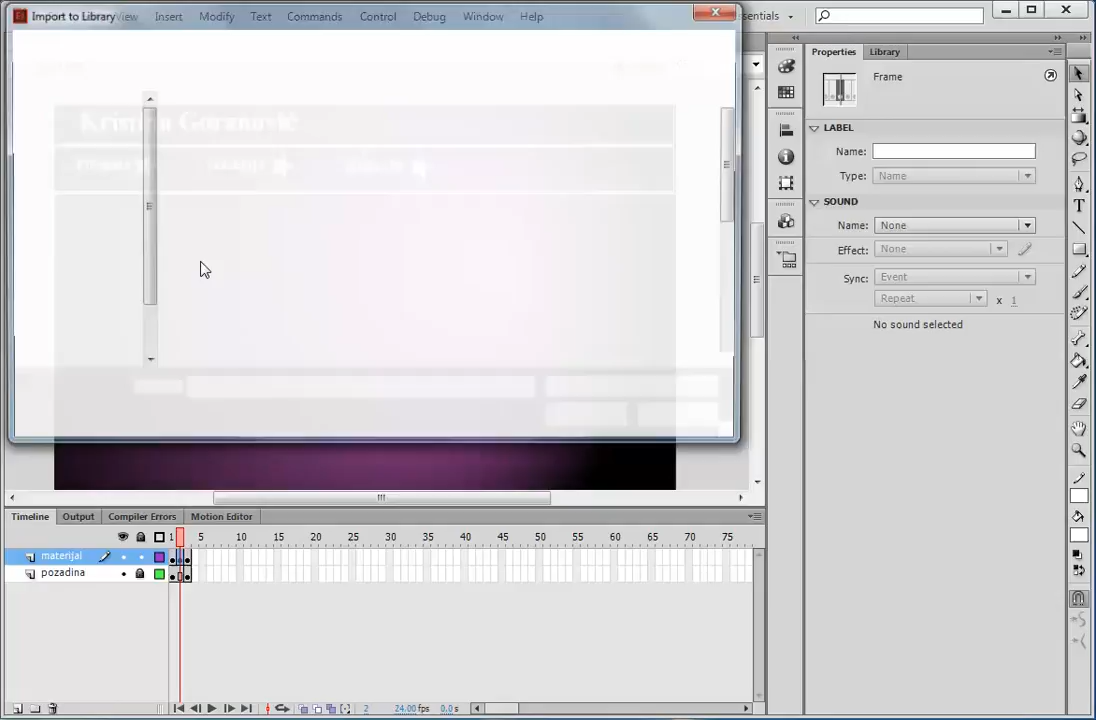 Import to Library
View Insert Modify Text Commands Control Debug Window Help
Properties Library
Frame
LABEL
Name:
Type: Name
SOUND
Name: None
Effect: None
Sync: Event
Repeat x 1
No sound selected
Timeline Output Compiler Errors Motion Editor
1 5 10 15 20 25 30 35 40 45 50 55 60 65 70 75
materijal
pozadina
2 24.00 fps 0.0 s